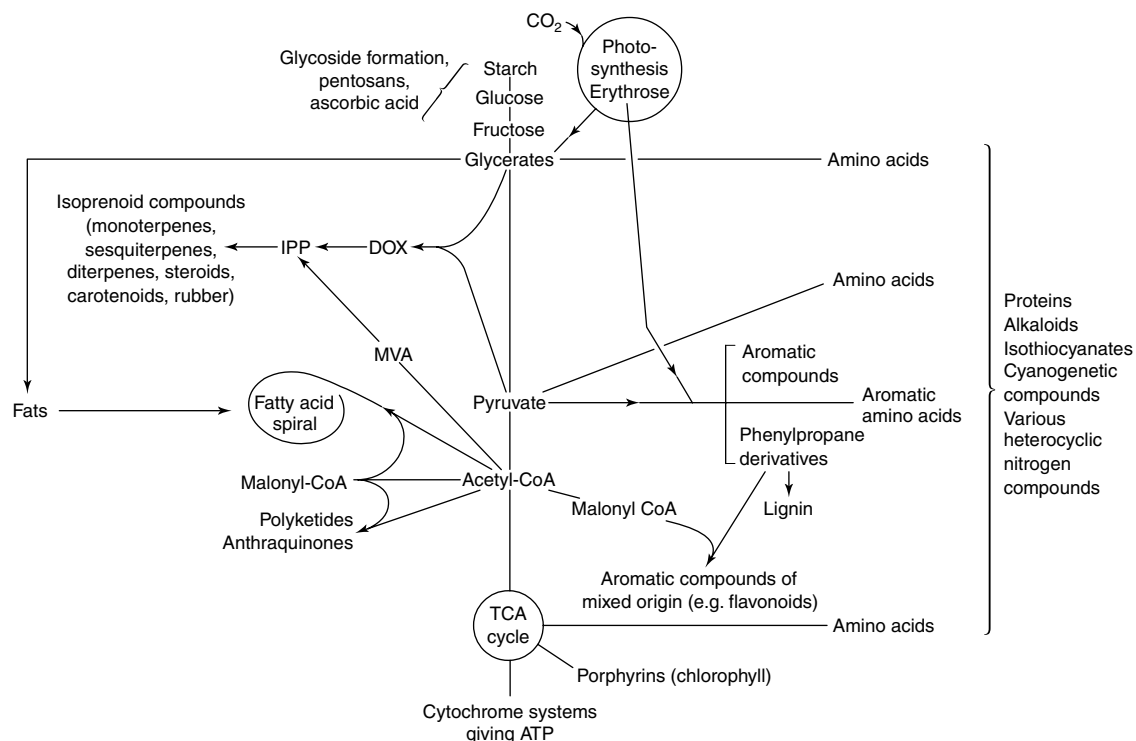 CO₂
Photo-
synthesis
Erythrose
Glycoside formation,
pentosans,
ascorbic acid
Starch
Glucose
Fructose
Glycerates
Amino acids
Isoprenoid compounds
(monoterpenes,
sesquiterpenes,
diterpenes, steroids,
carotenoids, rubber)
IPP
DOX
Amino acids
MVA
Aromatic
compounds
Fats
Fatty acid
spiral
Pyruvate
Aromatic
amino acids
Phenylpropane
derivatives
Malonyl-CoA
Acetyl-CoA
Malonyl CoA
Lignin
Polyketides
Anthraquinones
Aromatic compounds of
mixed origin (e.g. flavonoids)
TCA
cycle
Amino acids
Porphyrins (chlorophyll)
Cytochrome systems
giving ATP
Proteins
Alkaloids
Isothiocyanates
Cyanogenetic
compounds
Various
heterocyclic
nitrogen
compounds